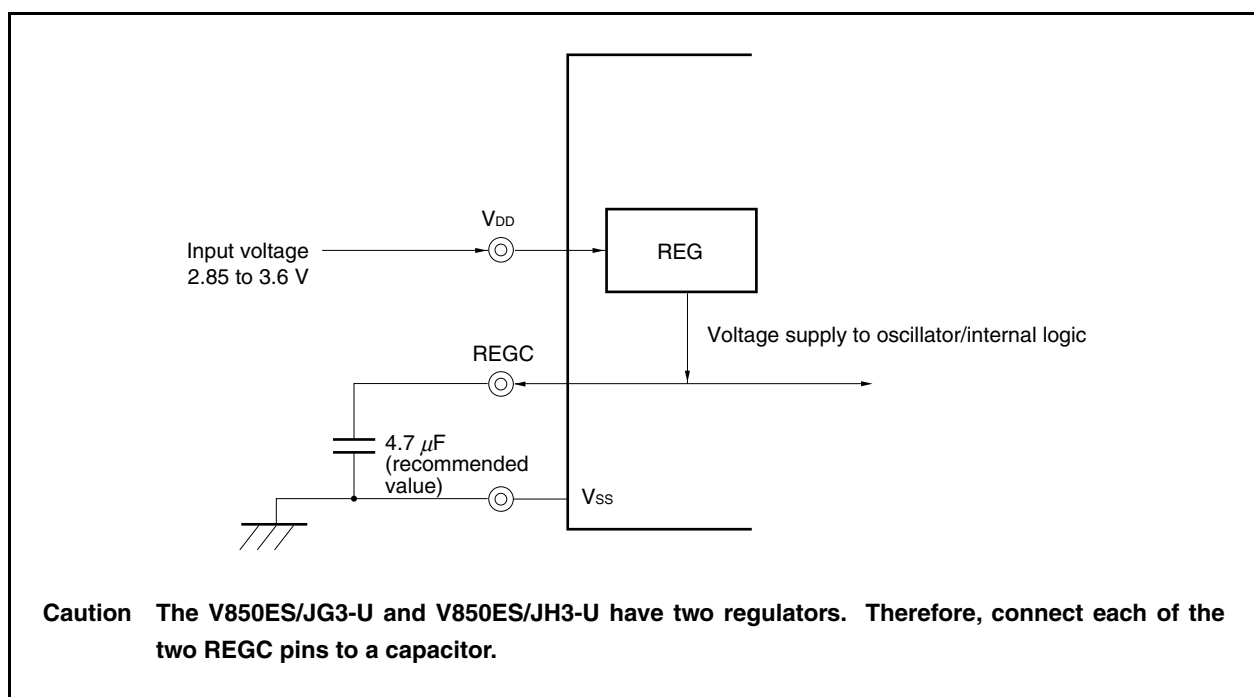 VDD
Input voltage
2.85 to 3.6 V
REG
Voltage supply to oscillator/internal logic
REGC
4.7 μF
(recommended
value)
VSS
Caution The V850ES/JG3-U and V850ES/JH3-U have two regulators. Therefore, connect each of the
two REGC pins to a capacitor.